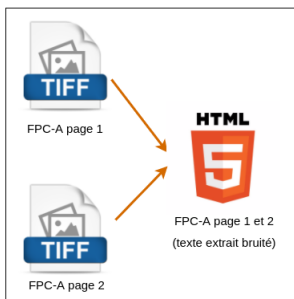 TIFF
FPC-A page 1
HTML
5
FPC-A page 1 et 2
(texte extrait bruité)
TIFF
FPC-A page 2